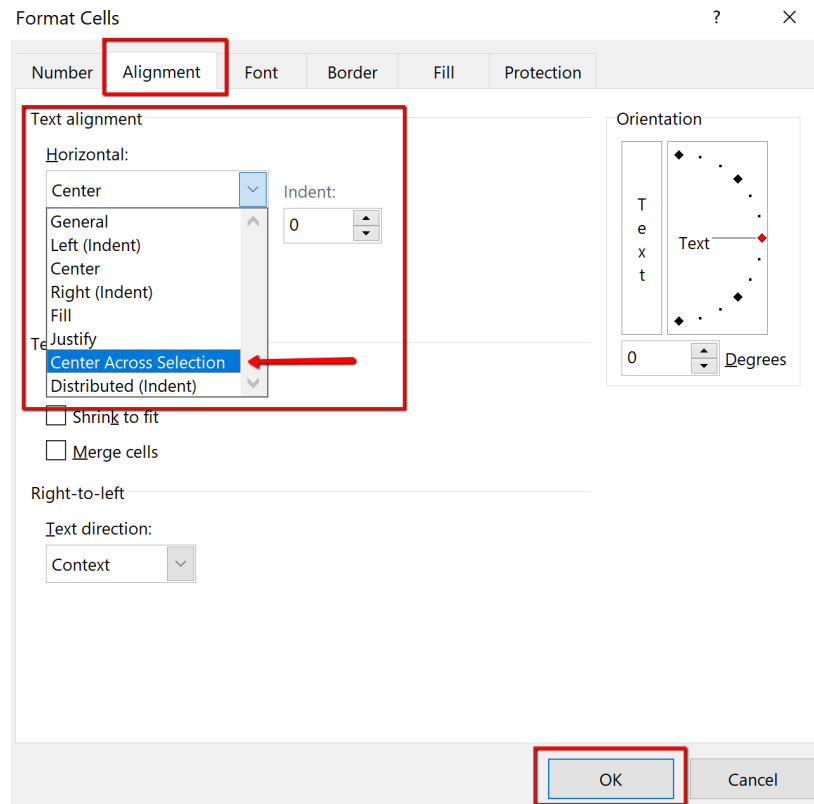 Format Cells ? ×
Number Alignment Font Border Fill Protection
Text alignment
Orientation
Horizontal:
Center
Indent:
0
General
Left (Indent)
Center
Right (Indent)
Fill
Justify
Center Across Selection
Distributed (Indent)
Te
Text
Text
0
Degrees
Shrink to fit
Merge cells
Right-to-left
Text direction:
Context
OK
Cancel